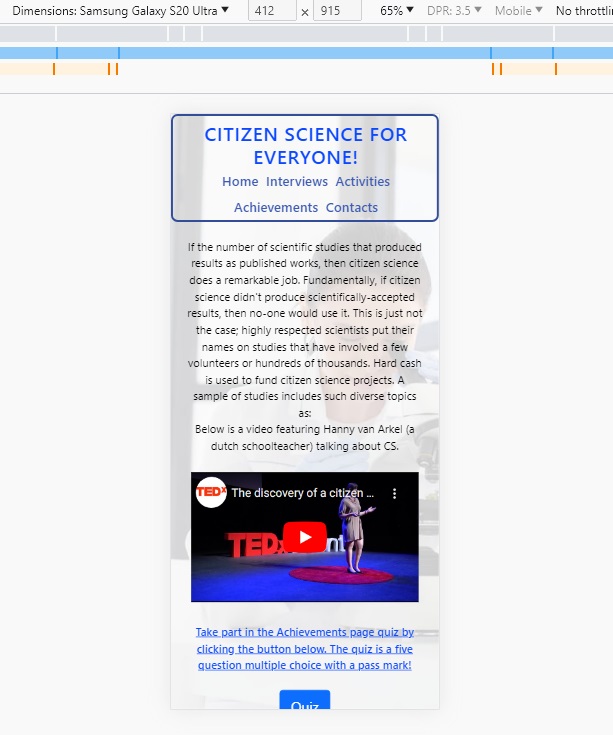 Dimensions: Samsung Galaxy S20 Ultra ▼ 412 × 915 65% ▼ DPR: 3.5 ▼ Mobile ▼ No throttlin
CITIZEN SCIENCE FOR
EVERYONE!
Home Interviews Activities
Achievements Contacts
If the number of scientific studies that produced
results as published works, then citizen science
does a remarkable job. Fundamentally, if citizen
science didn't produce scientifically-accepted
results, then no-one would use it. This is just not
the case; highly respected scientists put their
names on studies that have involved a few
volunteers or hundreds of thousands. Hard cash
is used to fund citizen science projects. A
sample of studies includes such diverse topics
as:
Below is a video featuring Hanny van Arkel (a
dutch schoolteacher) talking about CS.
TEDx The discovery of a citizen ...
TEDx
Take part in the Achievements page quiz by
clicking the button below. The quiz is a five
question multiple choice with a pass mark!
Quiz